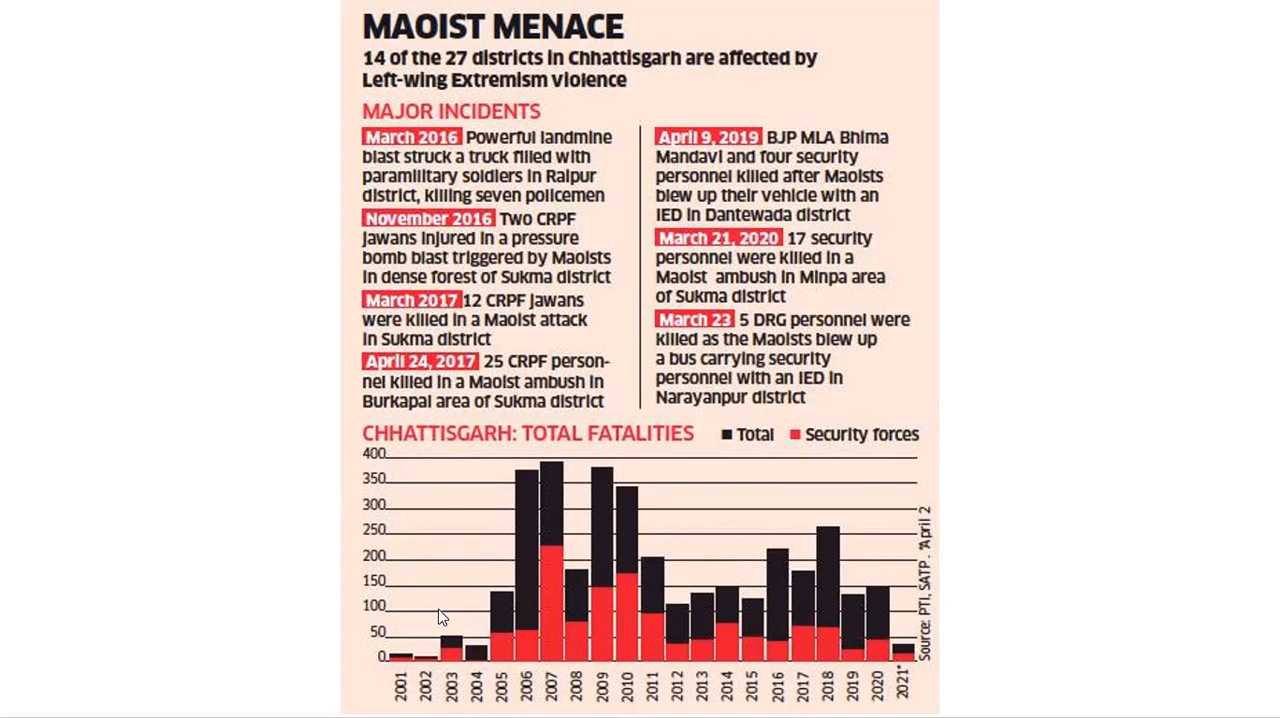 MAOIST MENACE
14 of the 27 districts in Chhattisgarh are affected by
Left-wing Extremism violence
MAJOR INCIDENTS
March 2016 Powerful landmine
blast struck a truck filled with
paramilitary soldiers in Raipur
district, killing seven policemen
November 2016 Two CRPF
jawans injured in a pressure
bomb blast triggered by Maoists
in dense forest of Sukma district
March 2017 12 CRPF jawans
were killed in a Maoist attack
in Sukma district
April 24, 2017 25 CRPF person-
nel killed in a Maoist ambush in
Burkapal area of Sukma district
April 9, 2019 BJP MLA Bhima
Mandavi and four security
personnel killed after Maoists
blew up their vehicle with an
IED in Dantewada district
March 21, 2020 17 security
personnel were killed in a
Maoist ambush in Minpa area
of Sukma district
March 23 5 DRG personnel were
killed as the Maoists blew up
a bus carrying security
personnel with an IED in
Narayanpur district
CHHATTISGARH: TOTAL FATALITIES
Total
Security forces
400
350
300
250
200
150
100
50
0
2001
2002
2003
2004
2005
2006
2007
2008
2009
2010
2011
2012
2013
2014
2015
2016
2017
2018
2019
2020
2021*
Source: PTI, SATP . *April 2